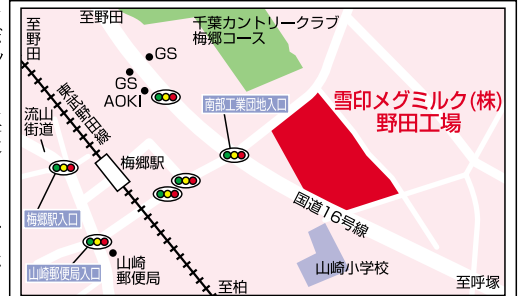 至野田
至野田
千葉カントリークラブ
梅郷コース
GS
GS
AOKI
東武野田線
流山
街道
南部工業団地入口
雪印メグミルク(株)
野田工場
梅郷駅
梅郷駅入口
国道16号線
山崎郵便局入口
山崎
郵便局
山崎小学校
至柏
至呼塚